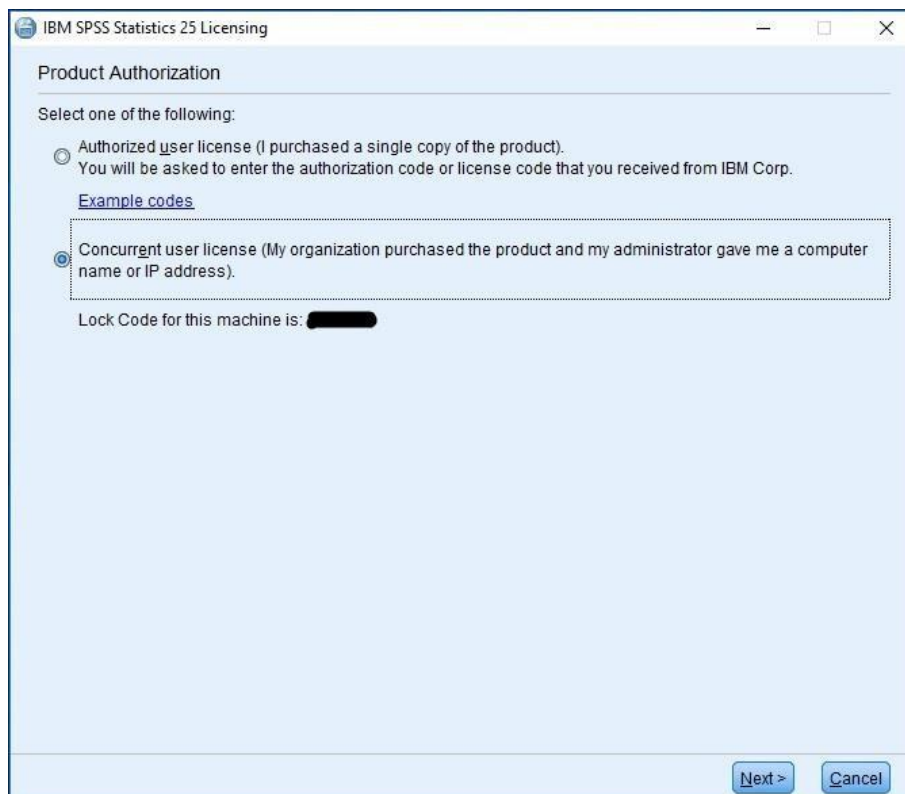 IBM SPSS Statistics 25 Licensing
Product Authorization
Select one of the following:
Authorized user license (I purchased a single copy of the product).
You will be asked to enter the authorization code or license code that you received from IBM Corp.
Example codes
Concurrent user license (My organization purchased the product and my administrator gave me a computer
name or IP address).
Lock Code for this machine is:
Next >
Cancel